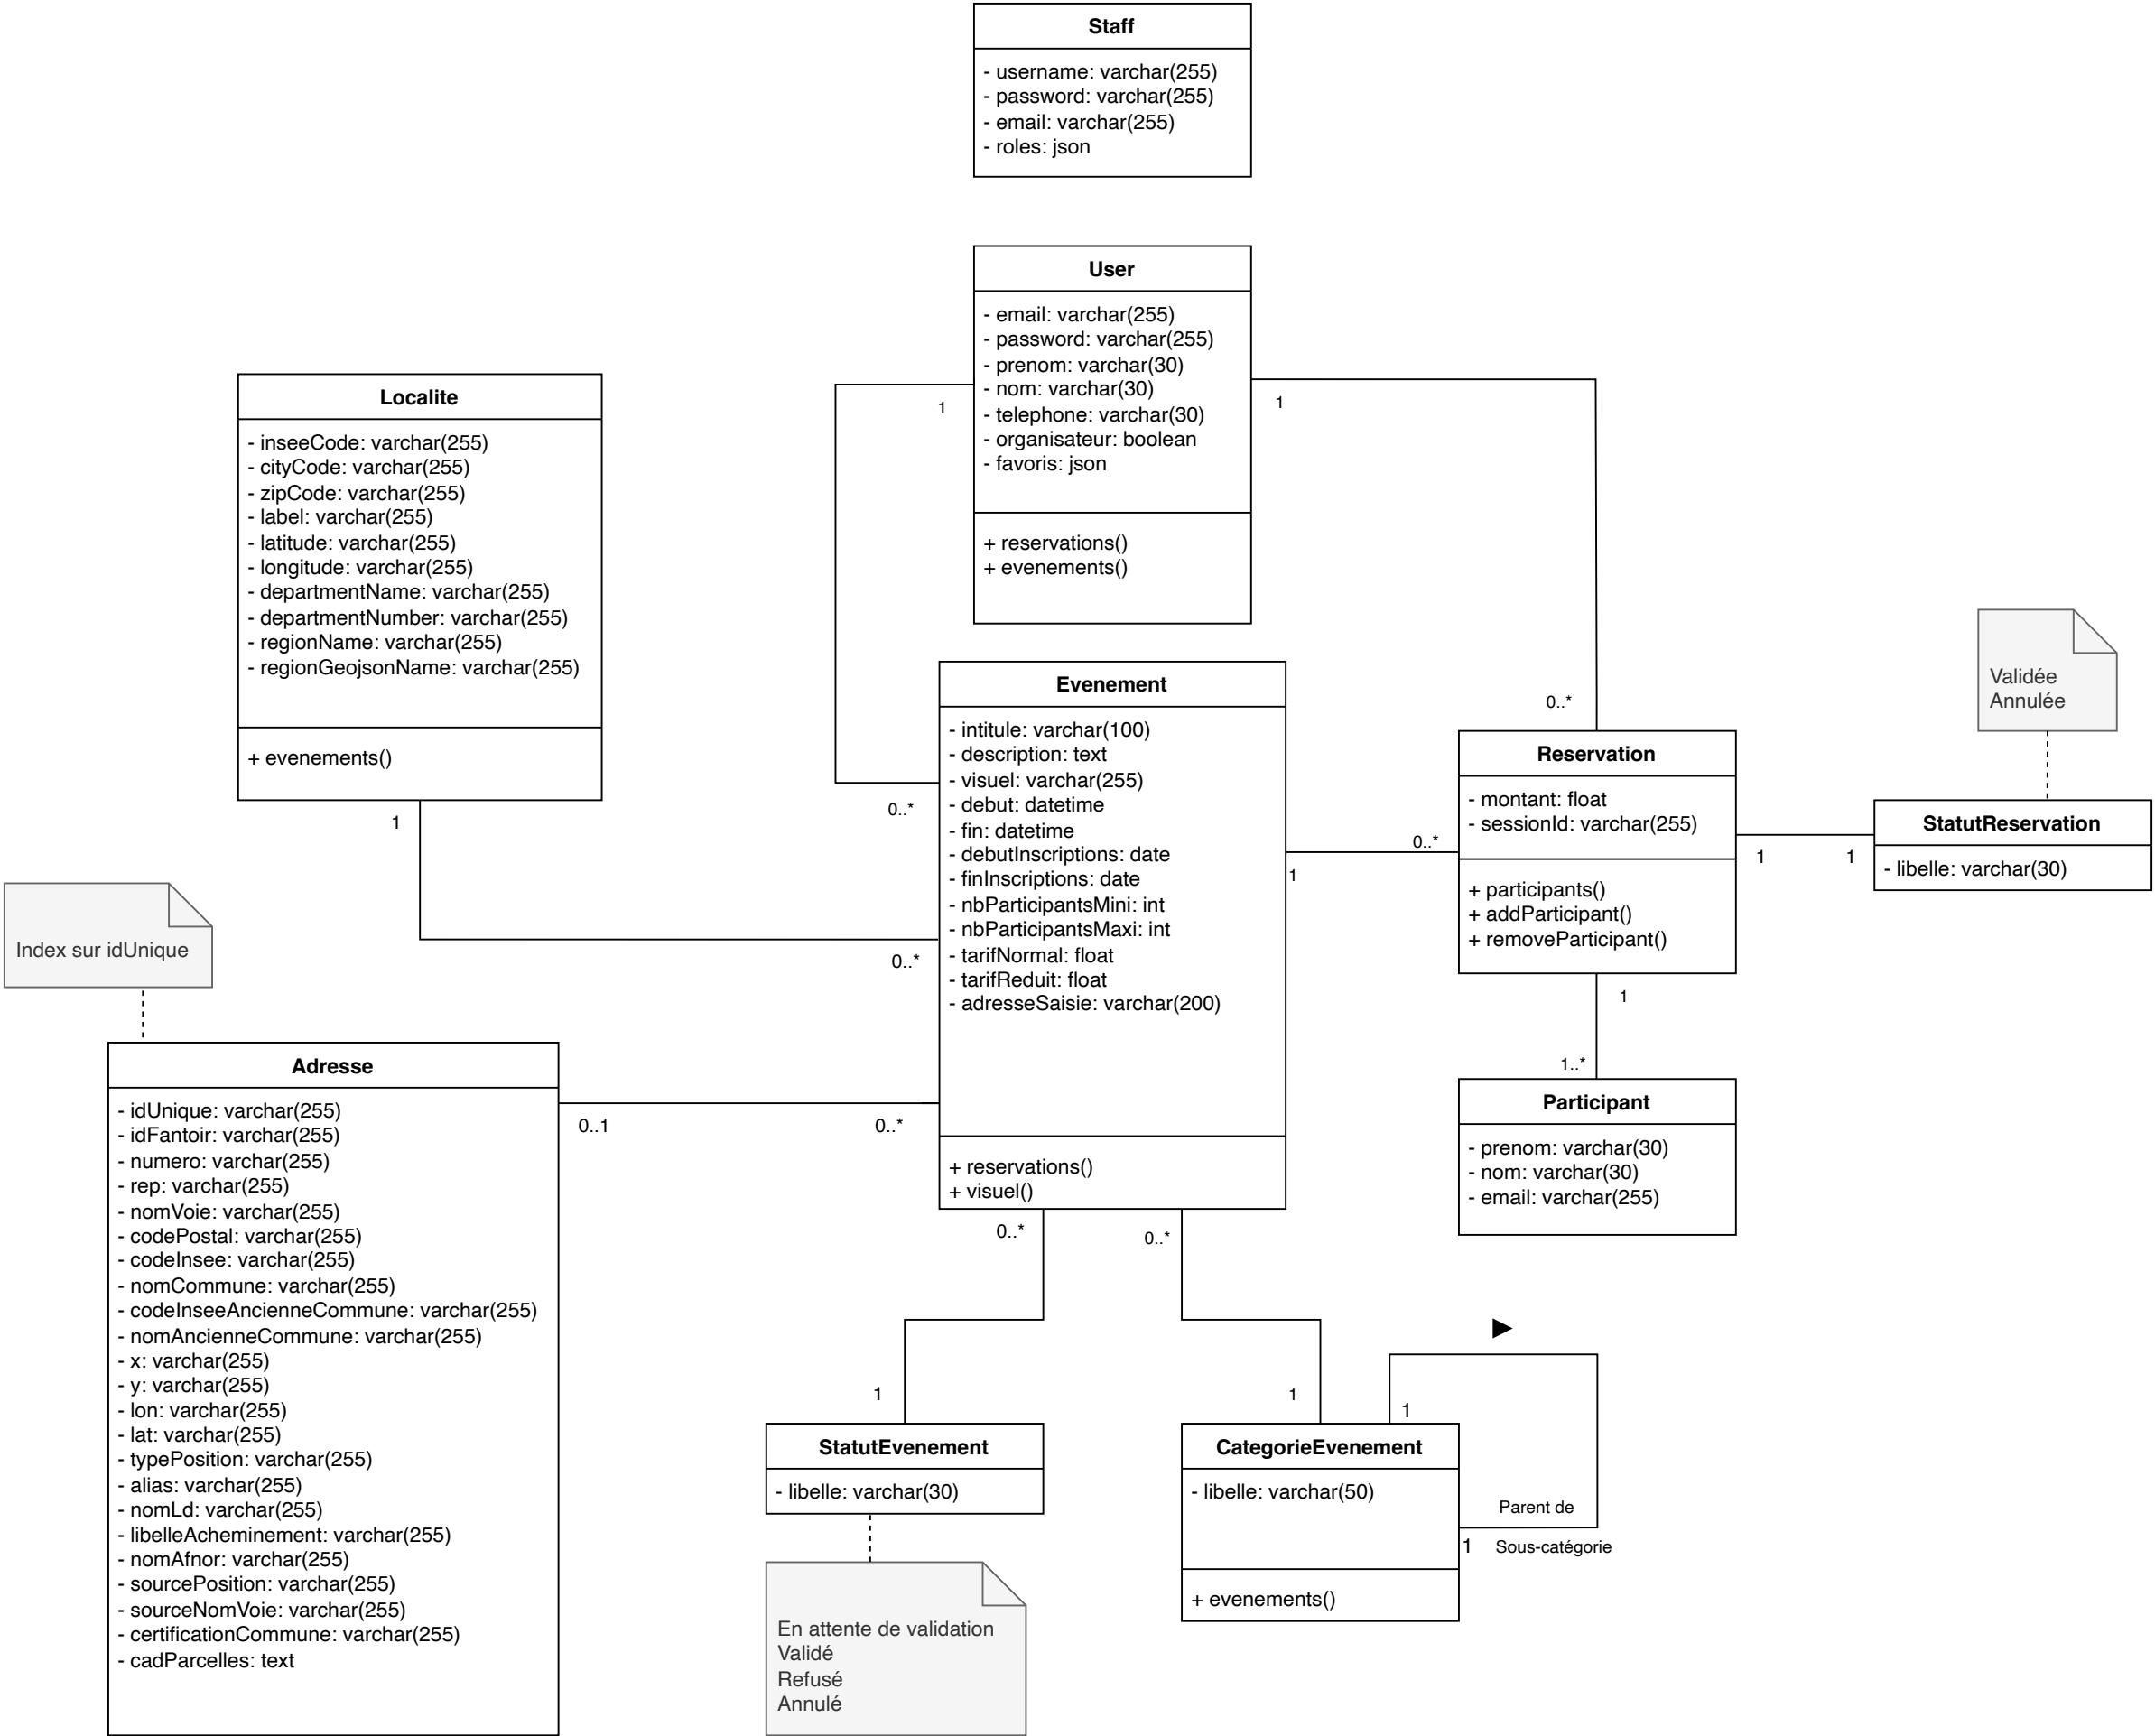 Staff
- username: varchar(255)
- password: varchar(255)
- email: varchar(255)
- roles: json
User
- email: varchar(255)
- password: varchar(255)
- prenom: varchar(30)
- nom: varchar(30)
- telephone: varchar(30)
- organisateur: boolean
- favoris: json
+ reservations()
+ evenements()
1
1
0..*
0..*
Localite
- inseeCode: varchar(255)
- cityCode: varchar(255)
- zipCode: varchar(255)
- label: varchar(255)
- latitude: varchar(255)
- longitude: varchar(255)
- departmentName: varchar(255)
- departmentNumber: varchar(255)
- regionName: varchar(255)
- regionGeojsonName: varchar(255)
+ evenements()
1
0..*
Evenement
- intitule: varchar(100)
- description: text
- visuel: varchar(255)
- debut: datetime
- fin: datetime
- debutInscriptions: date
- finInscriptions: date
- nbParticipantsMini: int
- nbParticipantsMaxi: int
- tarifNormal: float
- tarifReduit: float
- adresseSaisie: varchar(200)
+ reservations()
+ visuel()
1
0..*
Reservation
- montant: float
- sessionId: varchar(255)
+ participants()
+ addParticipant()
+ removeParticipant()
1
1
Validée
Annulée
StatutReservation
- libelle: varchar(30)
1
1..*
Participant
- prenom: varchar(30)
- nom: varchar(30)
- email: varchar(255)
Index sur idUnique
Adresse
- idUnique: varchar(255)
- idFantoir: varchar(255)
- numero: varchar(255)
- rep: varchar(255)
- nomVoie: varchar(255)
- codePostal: varchar(255)
- codeInsee: varchar(255)
- nomCommune: varchar(255)
- codeInseeAncienneCommune: varchar(255)
- nomAncienneCommune: varchar(255)
- x: varchar(255)
- y: varchar(255)
- lon: varchar(255)
- lat: varchar(255)
- typePosition: varchar(255)
- alias: varchar(255)
- nomLd: varchar(255)
- libelleAcheminement: varchar(255)
- nomAfnor: varchar(255)
- sourcePosition: varchar(255)
- sourceNomVoie: varchar(255)
- certificationCommune: varchar(255)
- cadParcelles: text
0..1
0..*
0..*
0..*
1
1
StatutEvenement
- libelle: varchar(30)
En attente de validation
Validé
Refusé
Annulé
CategorieEvenement
- libelle: varchar(50)
+ evenements()
1
Parent de
1
Sous-catégorie